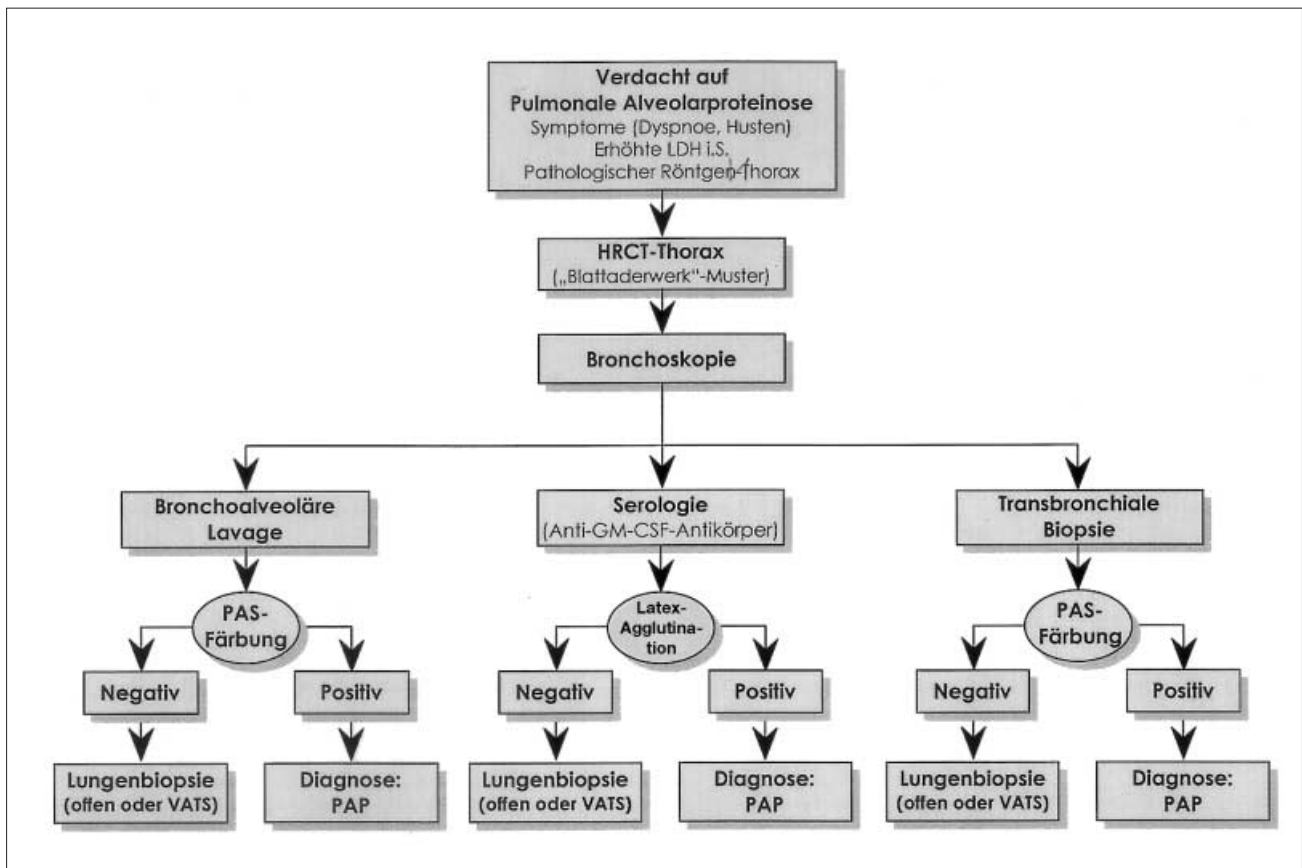 Verdacht auf
Pulmonale Alveolarproteinose
Symptome (Dyspnoe, Husten)
Erhöhte LDH i.S.
Pathologischer Röntgen-Thorax
HRCT-Thorax
(„Blattaderwerk“-Muster)
Bronchoskopie
Bronchoalveoläre
Lavage
PAS-
Färbung
Negativ
Positiv
Lungenbiopsie
(offen oder VATS)
Diagnose:
PAP
Serologie
(Anti-GM-CSF-Antikörper)
Latex-
Agglutina-
tion
Negativ
Positiv
Lungenbiopsie
(offen oder VATS)
Diagnose:
PAP
Transbronchiale
Biopsie
PAS-
Färbung
Negativ
Positiv
Lungenbiopsie
(offen oder VATS)
Diagnose:
PAP